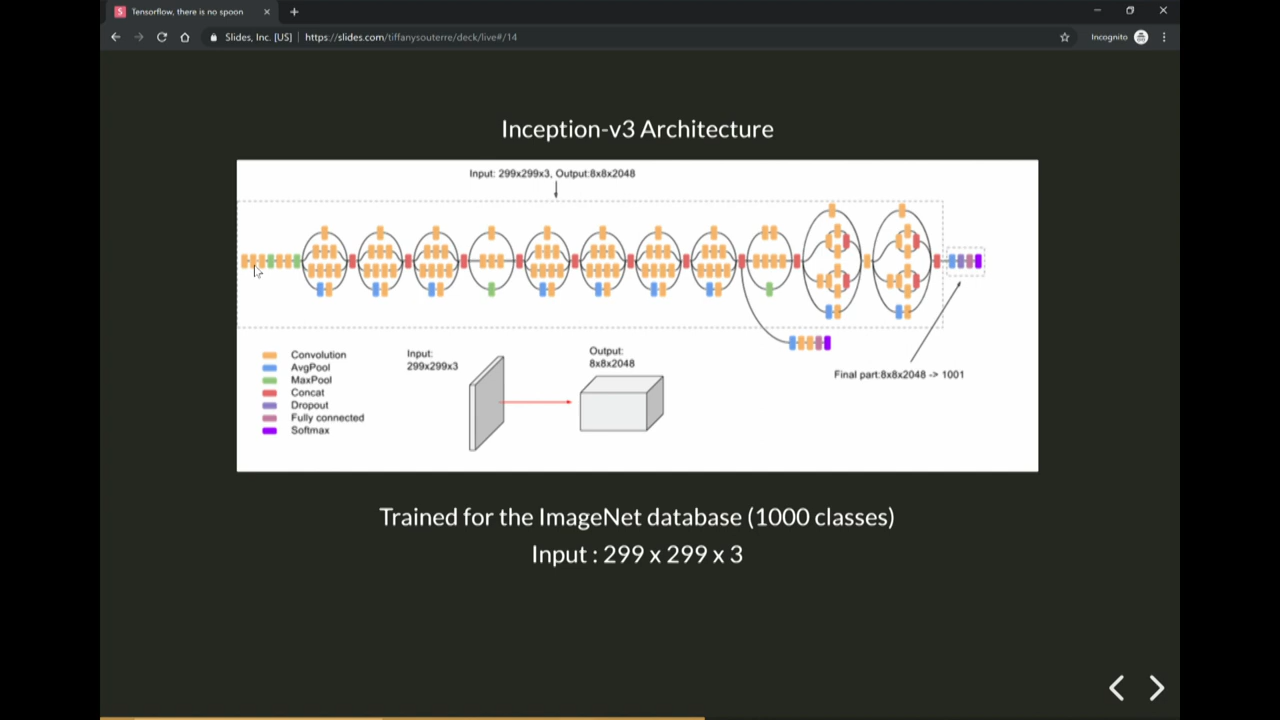 Tensorflow, there is no spoon
Slides, Inc. [US] | https://slides.com/tiffanysouterre/deck/live#/14
Incognito
Inception-v3 Architecture
Input: 299x299x3, Output:8x8x2048
Convolution
AvgPool
MaxPool
Concat
Dropout
Fully connected
Softmax
Input:
299x299x3
Output:
8x8x2048
Final part:8x8x2048 -> 1001
Trained for the ImageNet database (1000 classes)
Input : 299 x 299 x 3